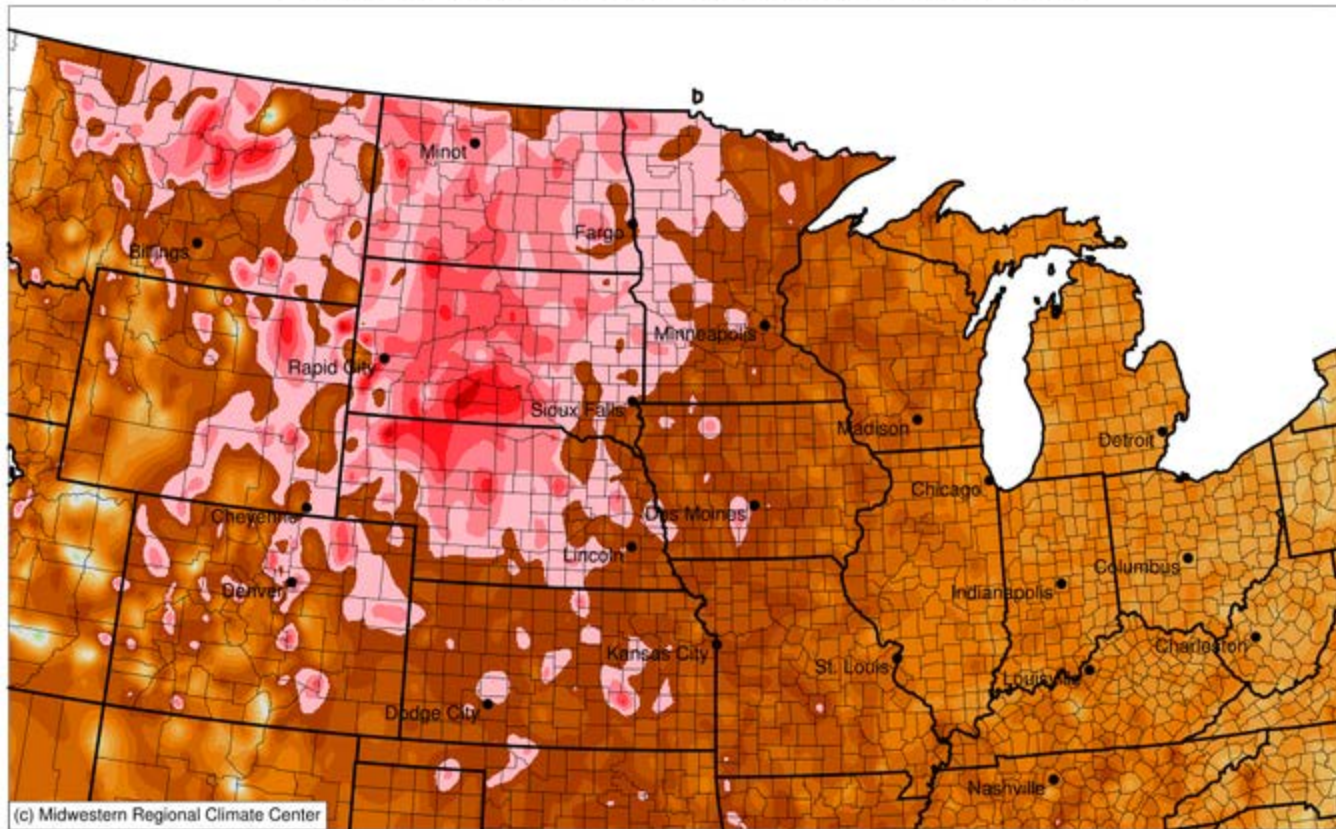 Minot
Fargo
Billings
Minneapolis
Rapid City
Sioux Falls
Madison
Detroit
Chicago
Des Moines
Cheyenne
Lincoln
Columbus
Denver
Indianapolis
Charleston
Kansas City
St. Louis
Louisville
Dodge City
Nashville
(c) Midwestern Regional Climate Center